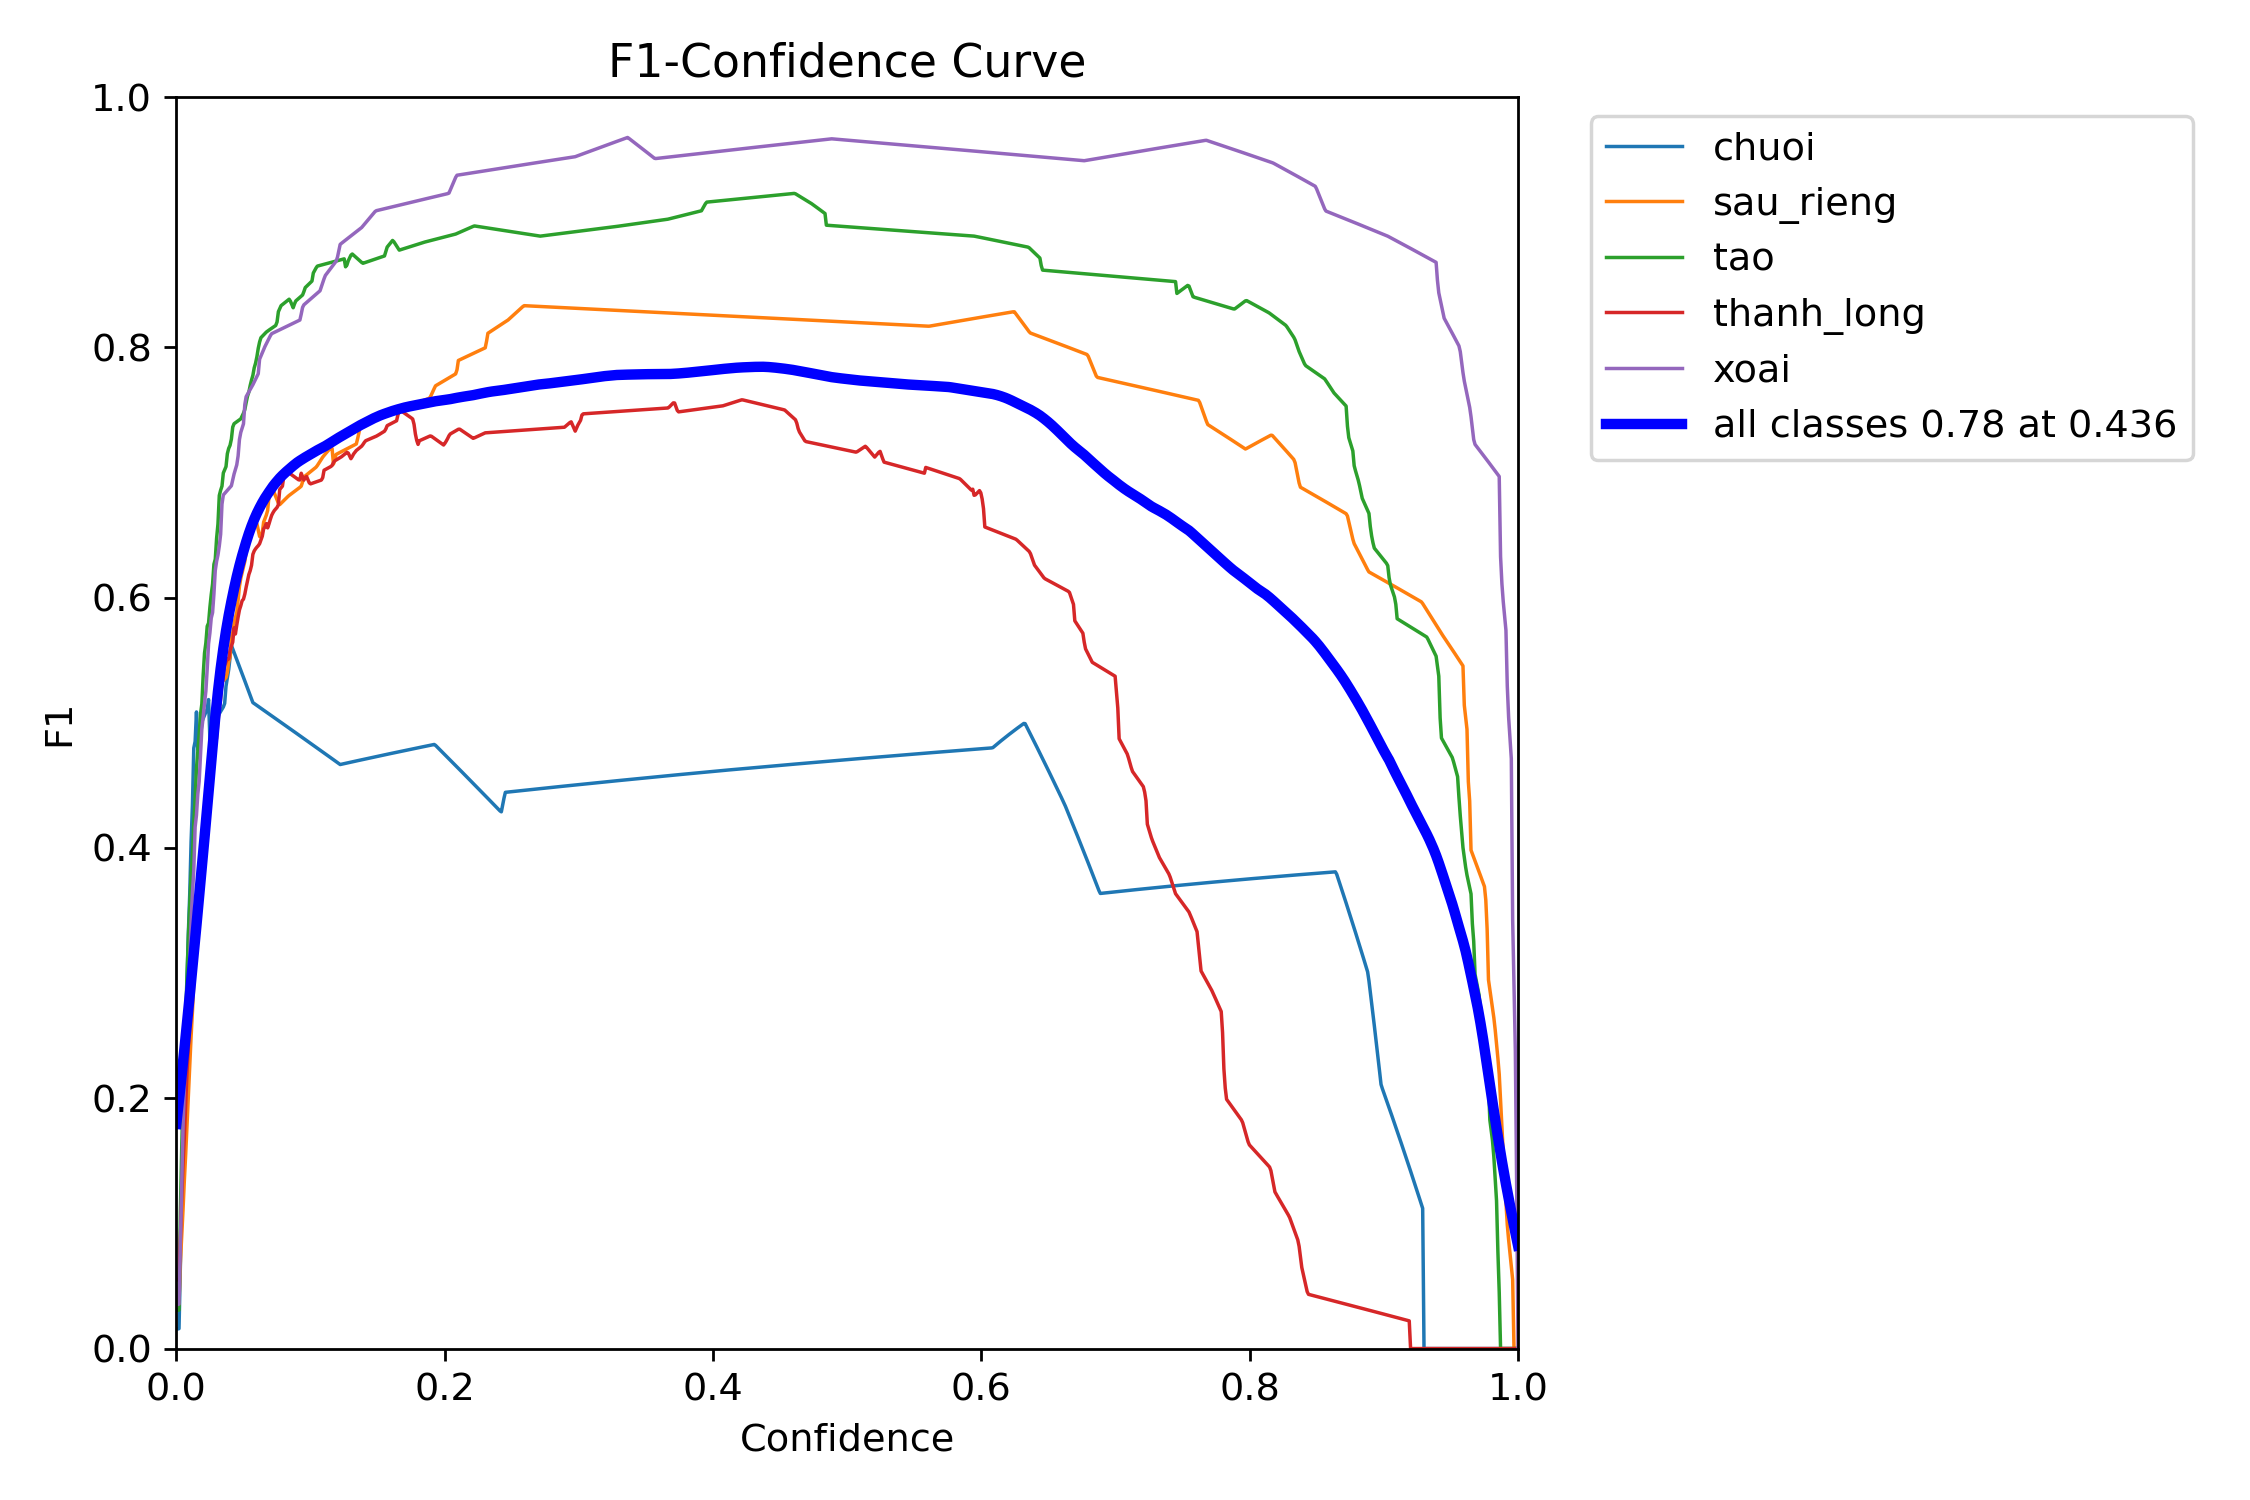 F1-Confidence Curve
1.0
0.8
0.6
0.4
0.2
0.0
F1
0.0 0.2 0.4 0.6 0.8 1.0
Confidence
chuoi
sau_rieng
tao
thanh_long
xoai
all classes 0.78 at 0.436